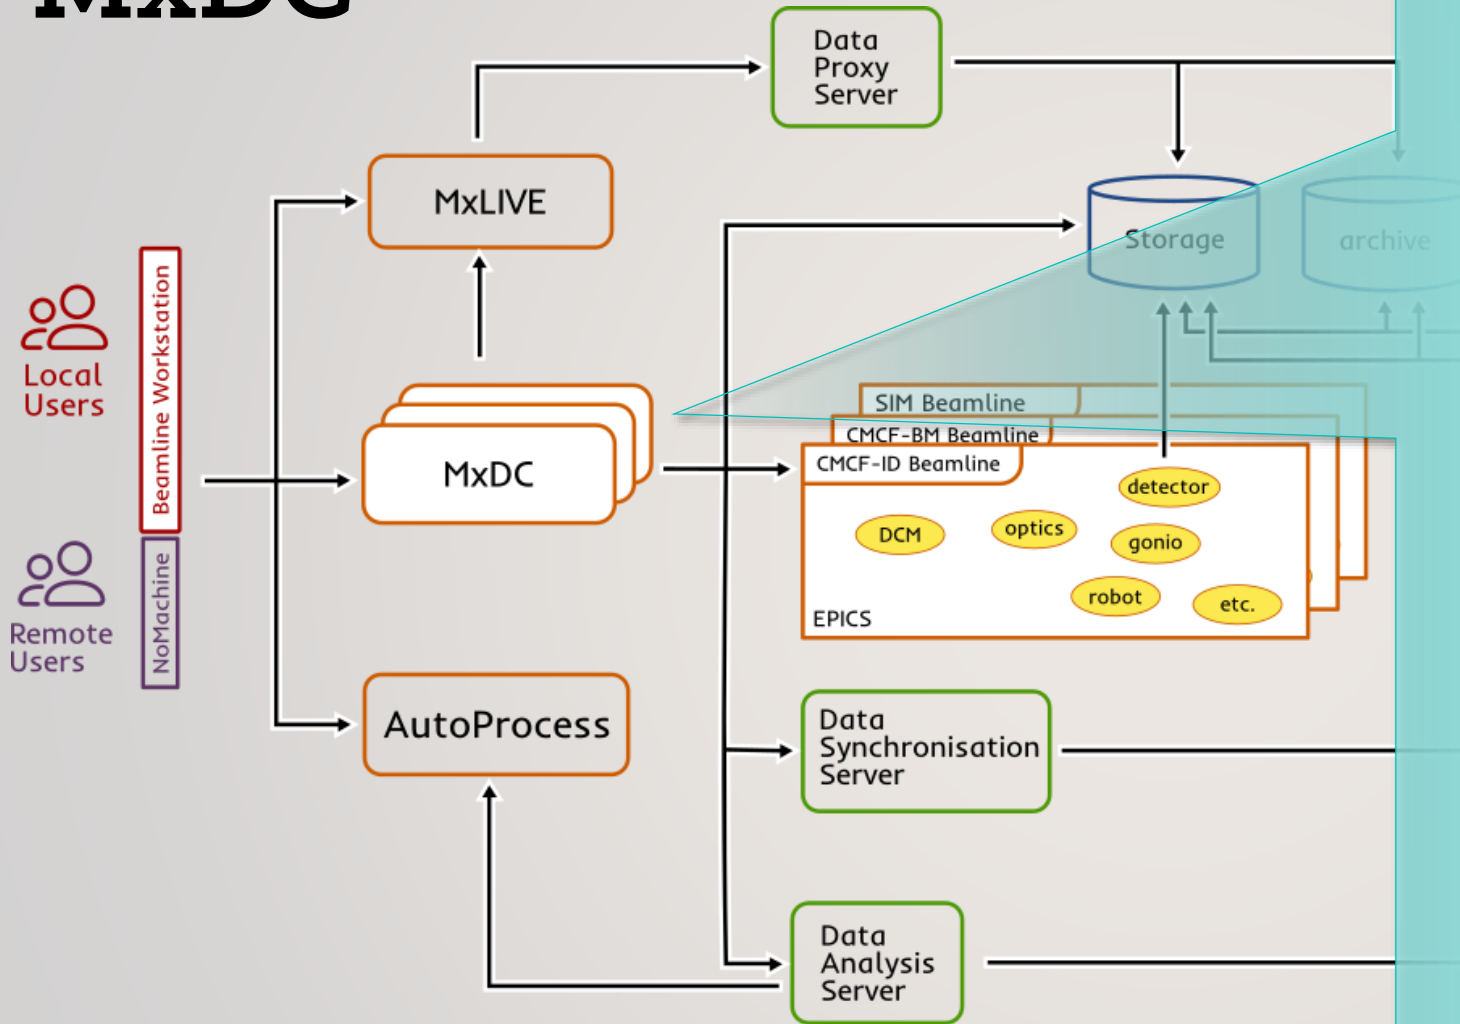 MxDC
Data
Proxy
Server
MxLIVE
Storage
archive
Beamline Workstation
Local
Users
SIM Beamline
CMCF-BM Beamline
CMCF-ID Beamline
MxDC
detector
DCM
optics
gonio
robot
etc.
EPICS
NoMachine
Remote
Users
AutoProcess
Data
Synchronisation
Server
Data
Analysis
Server